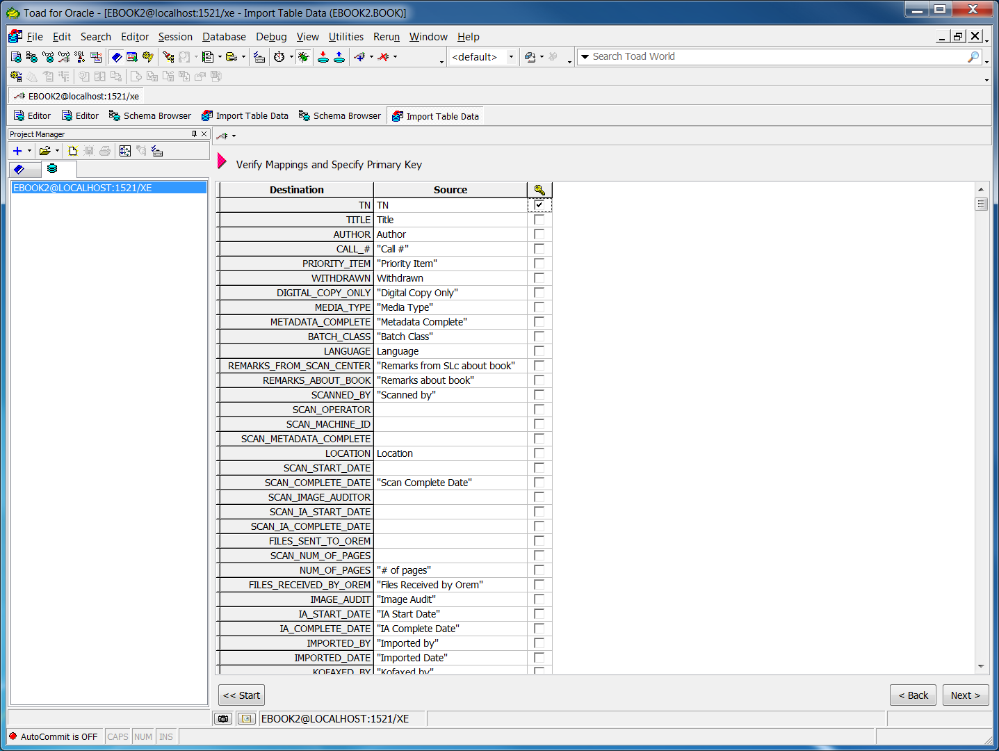 Toad for Oracle - [EBOOK2@localhost:1521/xe - Import Table Data (EBOOK2.BOOK)]
File Edit Search Editor Session Database Debug View Utilities Rerun Window Help
SQL <default> Search Toad World
EBOOK2@localhost:1521/xe
Editor Editor Schema Browser Import Table Data Schema Browser Import Table Data
Project Manager
EBOOK2@LOCALHOST:1521/XE
Verify Mappings and Specify Primary Key
Destination Source
TN TN
TITLE Title
AUTHOR Author
CALL_# "Call #"
PRIORITY_ITEM "Priority Item"
WITHDRAWN Withdrawn
DIGITAL_COPY_ONLY "Digital Copy Only"
MEDIA_TYPE "Media Type"
METADATA_COMPLETE "Metadata Complete"
BATCH_CLASS "Batch Class"
LANGUAGE Language
REMARKS_FROM_SCAN_CENTER "Remarks from SLc about book"
REMARKS_ABOUT_BOOK "Remarks about book"
SCANNED_BY "Scanned by"
SCAN_OPERATOR
SCAN_MACHINE_ID
SCAN_METADATA_COMPLETE
LOCATION Location
SCAN_START_DATE
SCAN_COMPLETE_DATE "Scan Complete Date"
SCAN_IMAGE_AUDITOR
SCAN_IA_START_DATE
SCAN_IA_COMPLETE_DATE
FILES_SENT_TO_OREM
SCAN_NUM_OF_PAGES
NUM_OF_PAGES "# of pages"
FILES_RECEIVED_BY_OREM "Files Received by Orem"
IMAGE_AUDIT "Image Audit"
IA_START_DATE "IA Start Date"
IA_COMPLETE_DATE "IA Complete Date"
IMPORTED_BY "Imported by"
IMPORTED_DATE "Imported Date"
KOFAXED_BY "Kofaxed by"
<< Start < Back Next >
EBOOK2@LOCALHOST:1521/XE
AutoCommit is OFF CAPS NUM INS